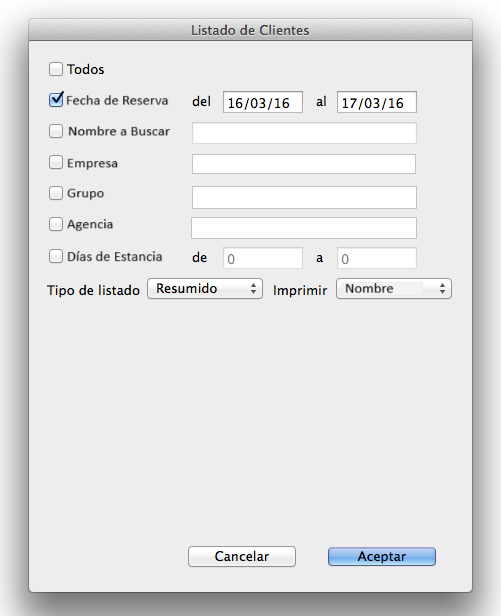 Listado de Clientes
Todos
Fecha de Reserva del 16/03/16 al 17/03/16
Nombre a Buscar
Empresa
Grupo
Agencia
Días de Estancia de 0 a 0
Tipo de listado Resumido Imprimir Nombre
Cancelar Aceptar